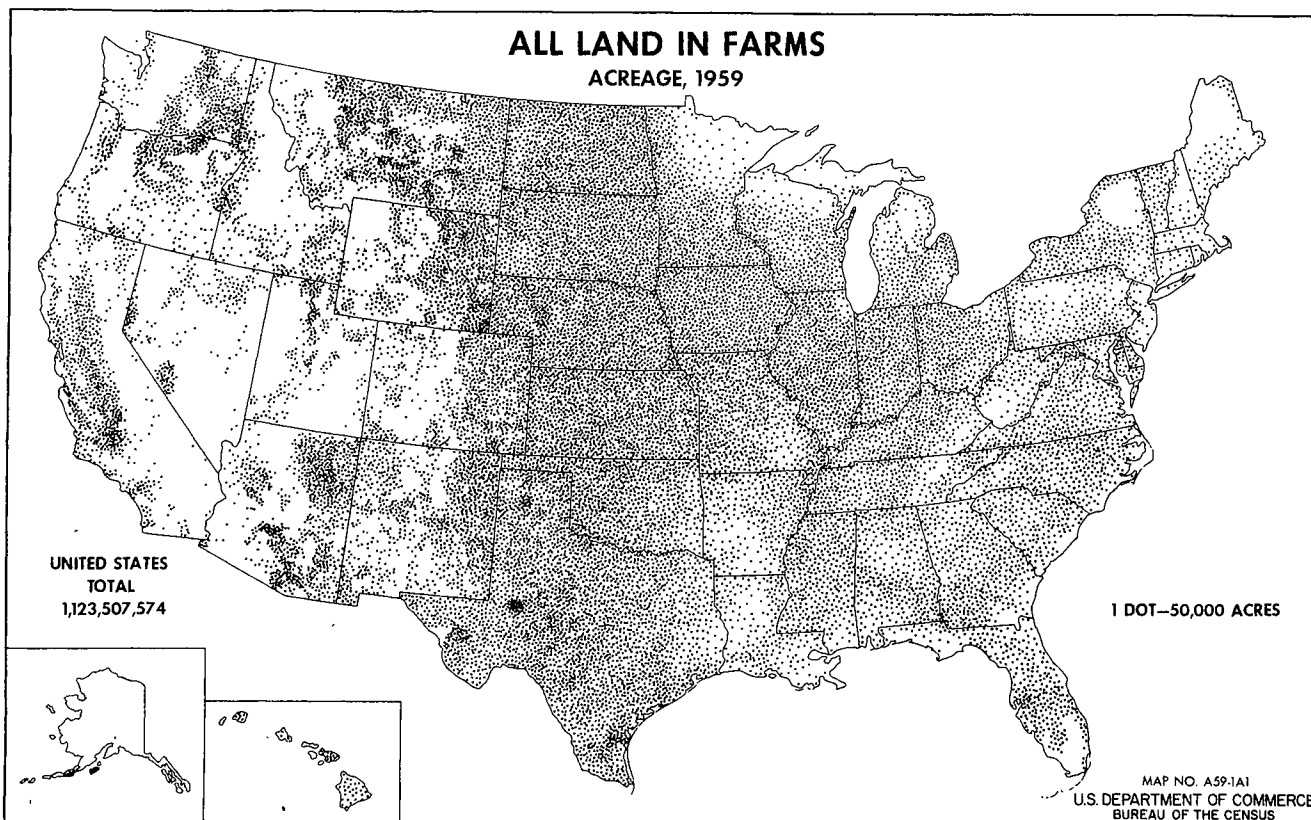 ALL LAND IN FARMS
ACREAGE, 1959
UNITED STATES
TOTAL
1,123,507,574
1 DOT—50,000 ACRES
MAP NO. A59-1A1
U.S. DEPARTMENT OF COMMERCE
BUREAU OF THE CENSUS